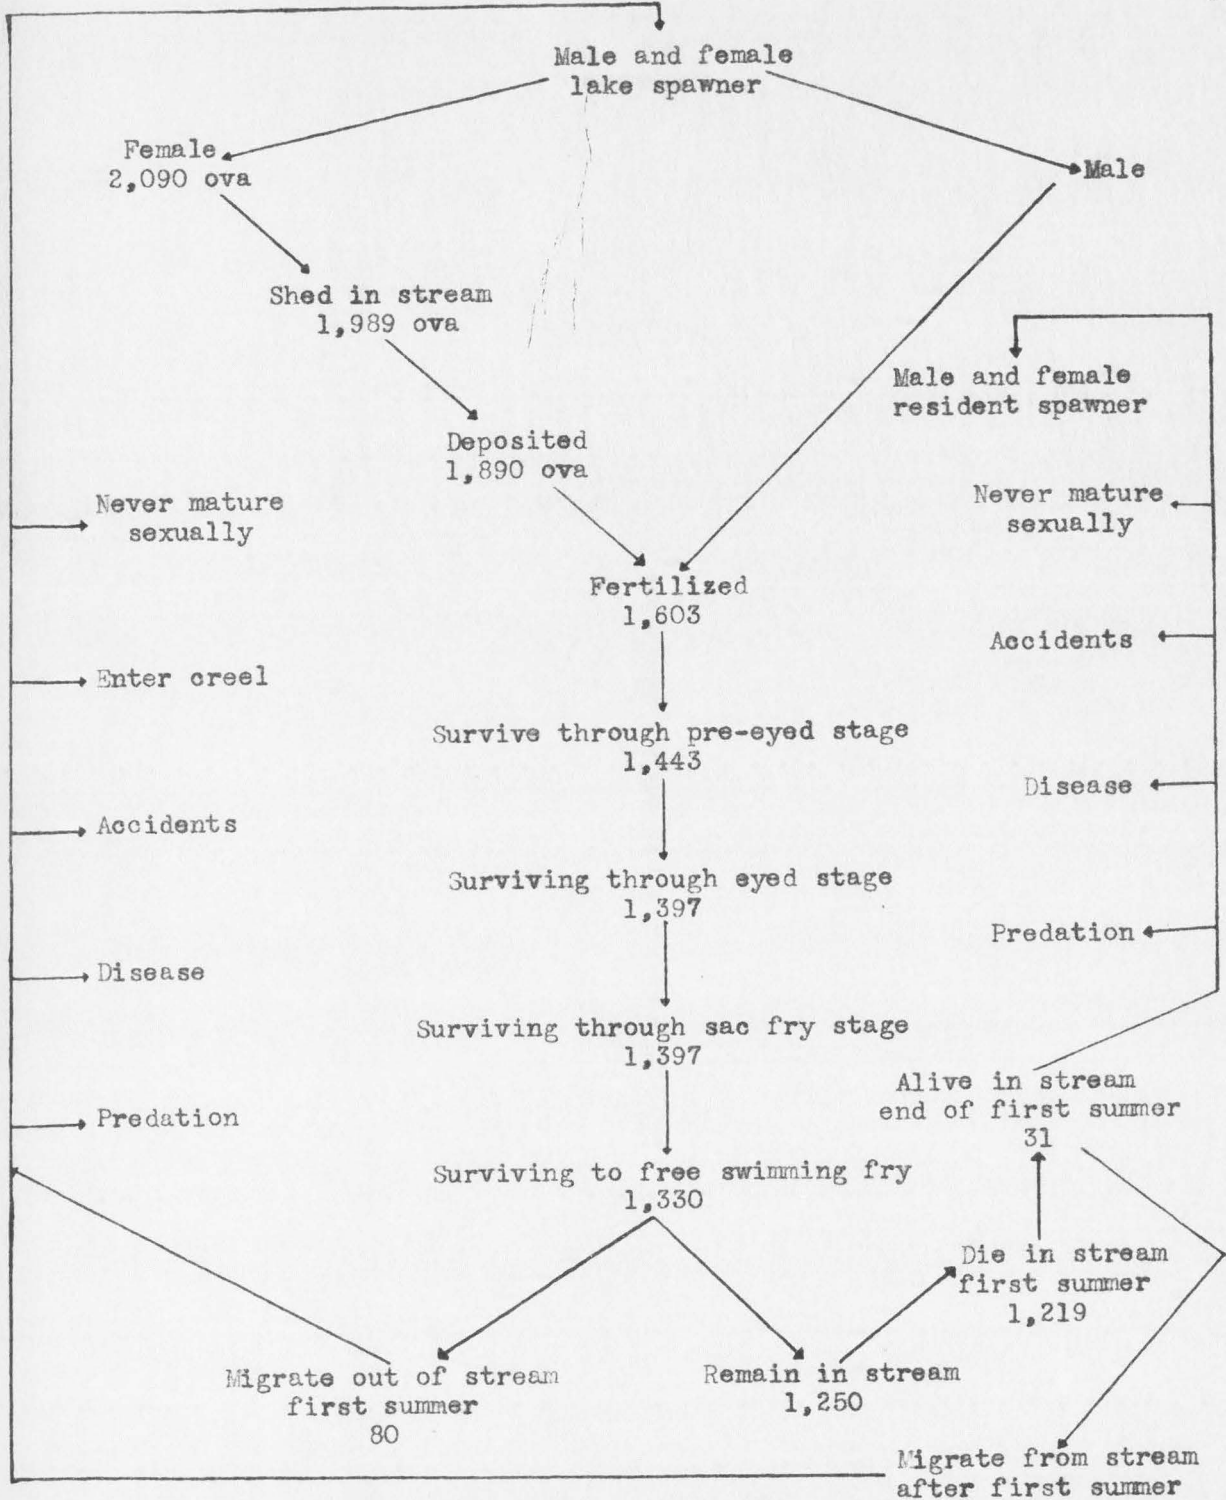 Male and female
lake spawner
Female
2,090 ova
Male
Shed in stream
1,989 ova
Male and female
resident spawner
Deposited
1,890 ova
Never mature
sexually
Never mature
sexually
Fertilized
1,603
Accidents
Enter creel
Survive through pre-eyed stage
1,443
Disease
Accidents
Surviving through eyed stage
1,397
Predation
Disease
Surviving through sac fry stage
1,397
Alive in stream
end of first summer
31
Predation
Surviving to free swimming fry
1,330
Die in stream
first summer
1,219
Migrate out of stream
first summer
80
Remain in stream
1,250
Migrate from stream
after first summer